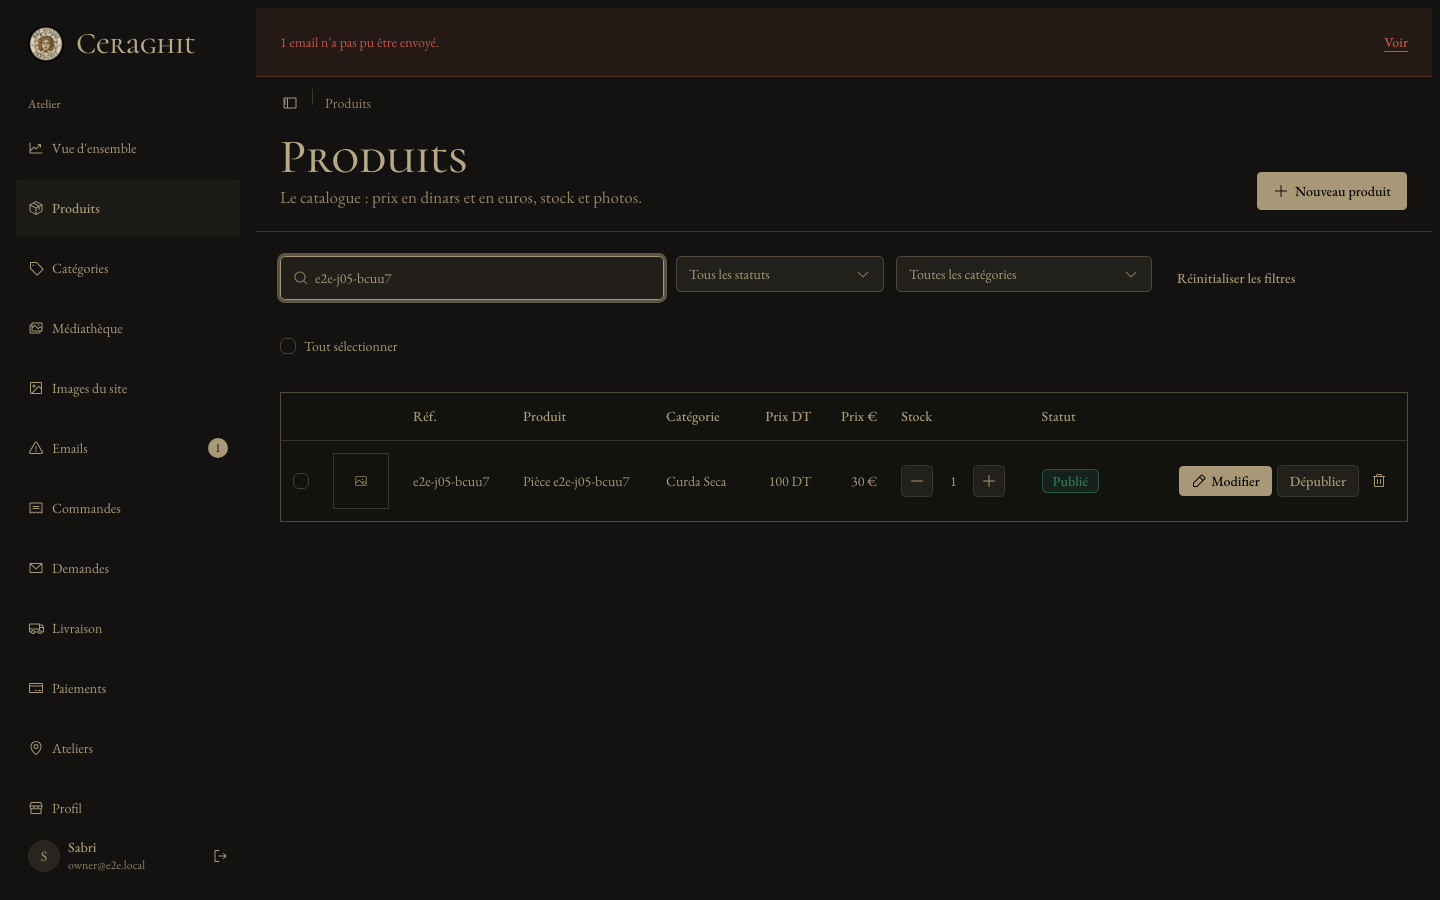 Ceraghit
Atelier
Vue d'ensemble
Produits
Catégories
Médiathèque
Images du site
Emails 1
Commandes
Demandes
Livraison
Paiements
Ateliers
Profil
S Sabri
owner@e2e.local
1 email n'a pas pu être envoyé. Voir
Produits
Produits
Le catalogue : prix en dinars et en euros, stock et photos.
Nouveau produit
e2e-j05-bcuu7 Tous les statuts Toutes les catégories Réinitialiser les filtres
Tout sélectionner
Réf. Produit Catégorie Prix DT Prix € Stock Statut
e2e-j05-bcuu7 Pièce e2e-j05-bcuu7 Curda Seca 100 DT 30 € 1 Publié Modifier Dépublier